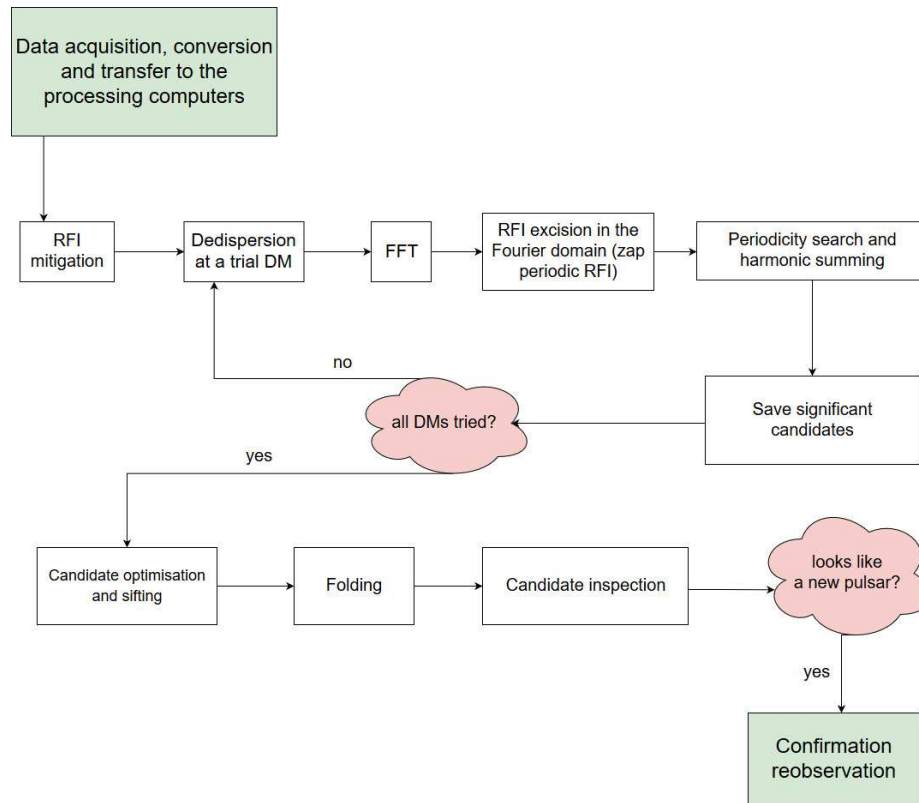 Data acquisition, conversion
and transfer to the
processing computers
RFI
mitigation
Dedispersion
at a trial DM
FFT
RFI excision in the
Fourier domain (zap
periodic RFI)
Periodicity search and
harmonic summing
no
all DMs tried?
Save significant
candidates
yes
Candidate optimisation
and sifting
Folding
Candidate inspection
looks like
a new pulsar?
yes
Confirmation
reobservation